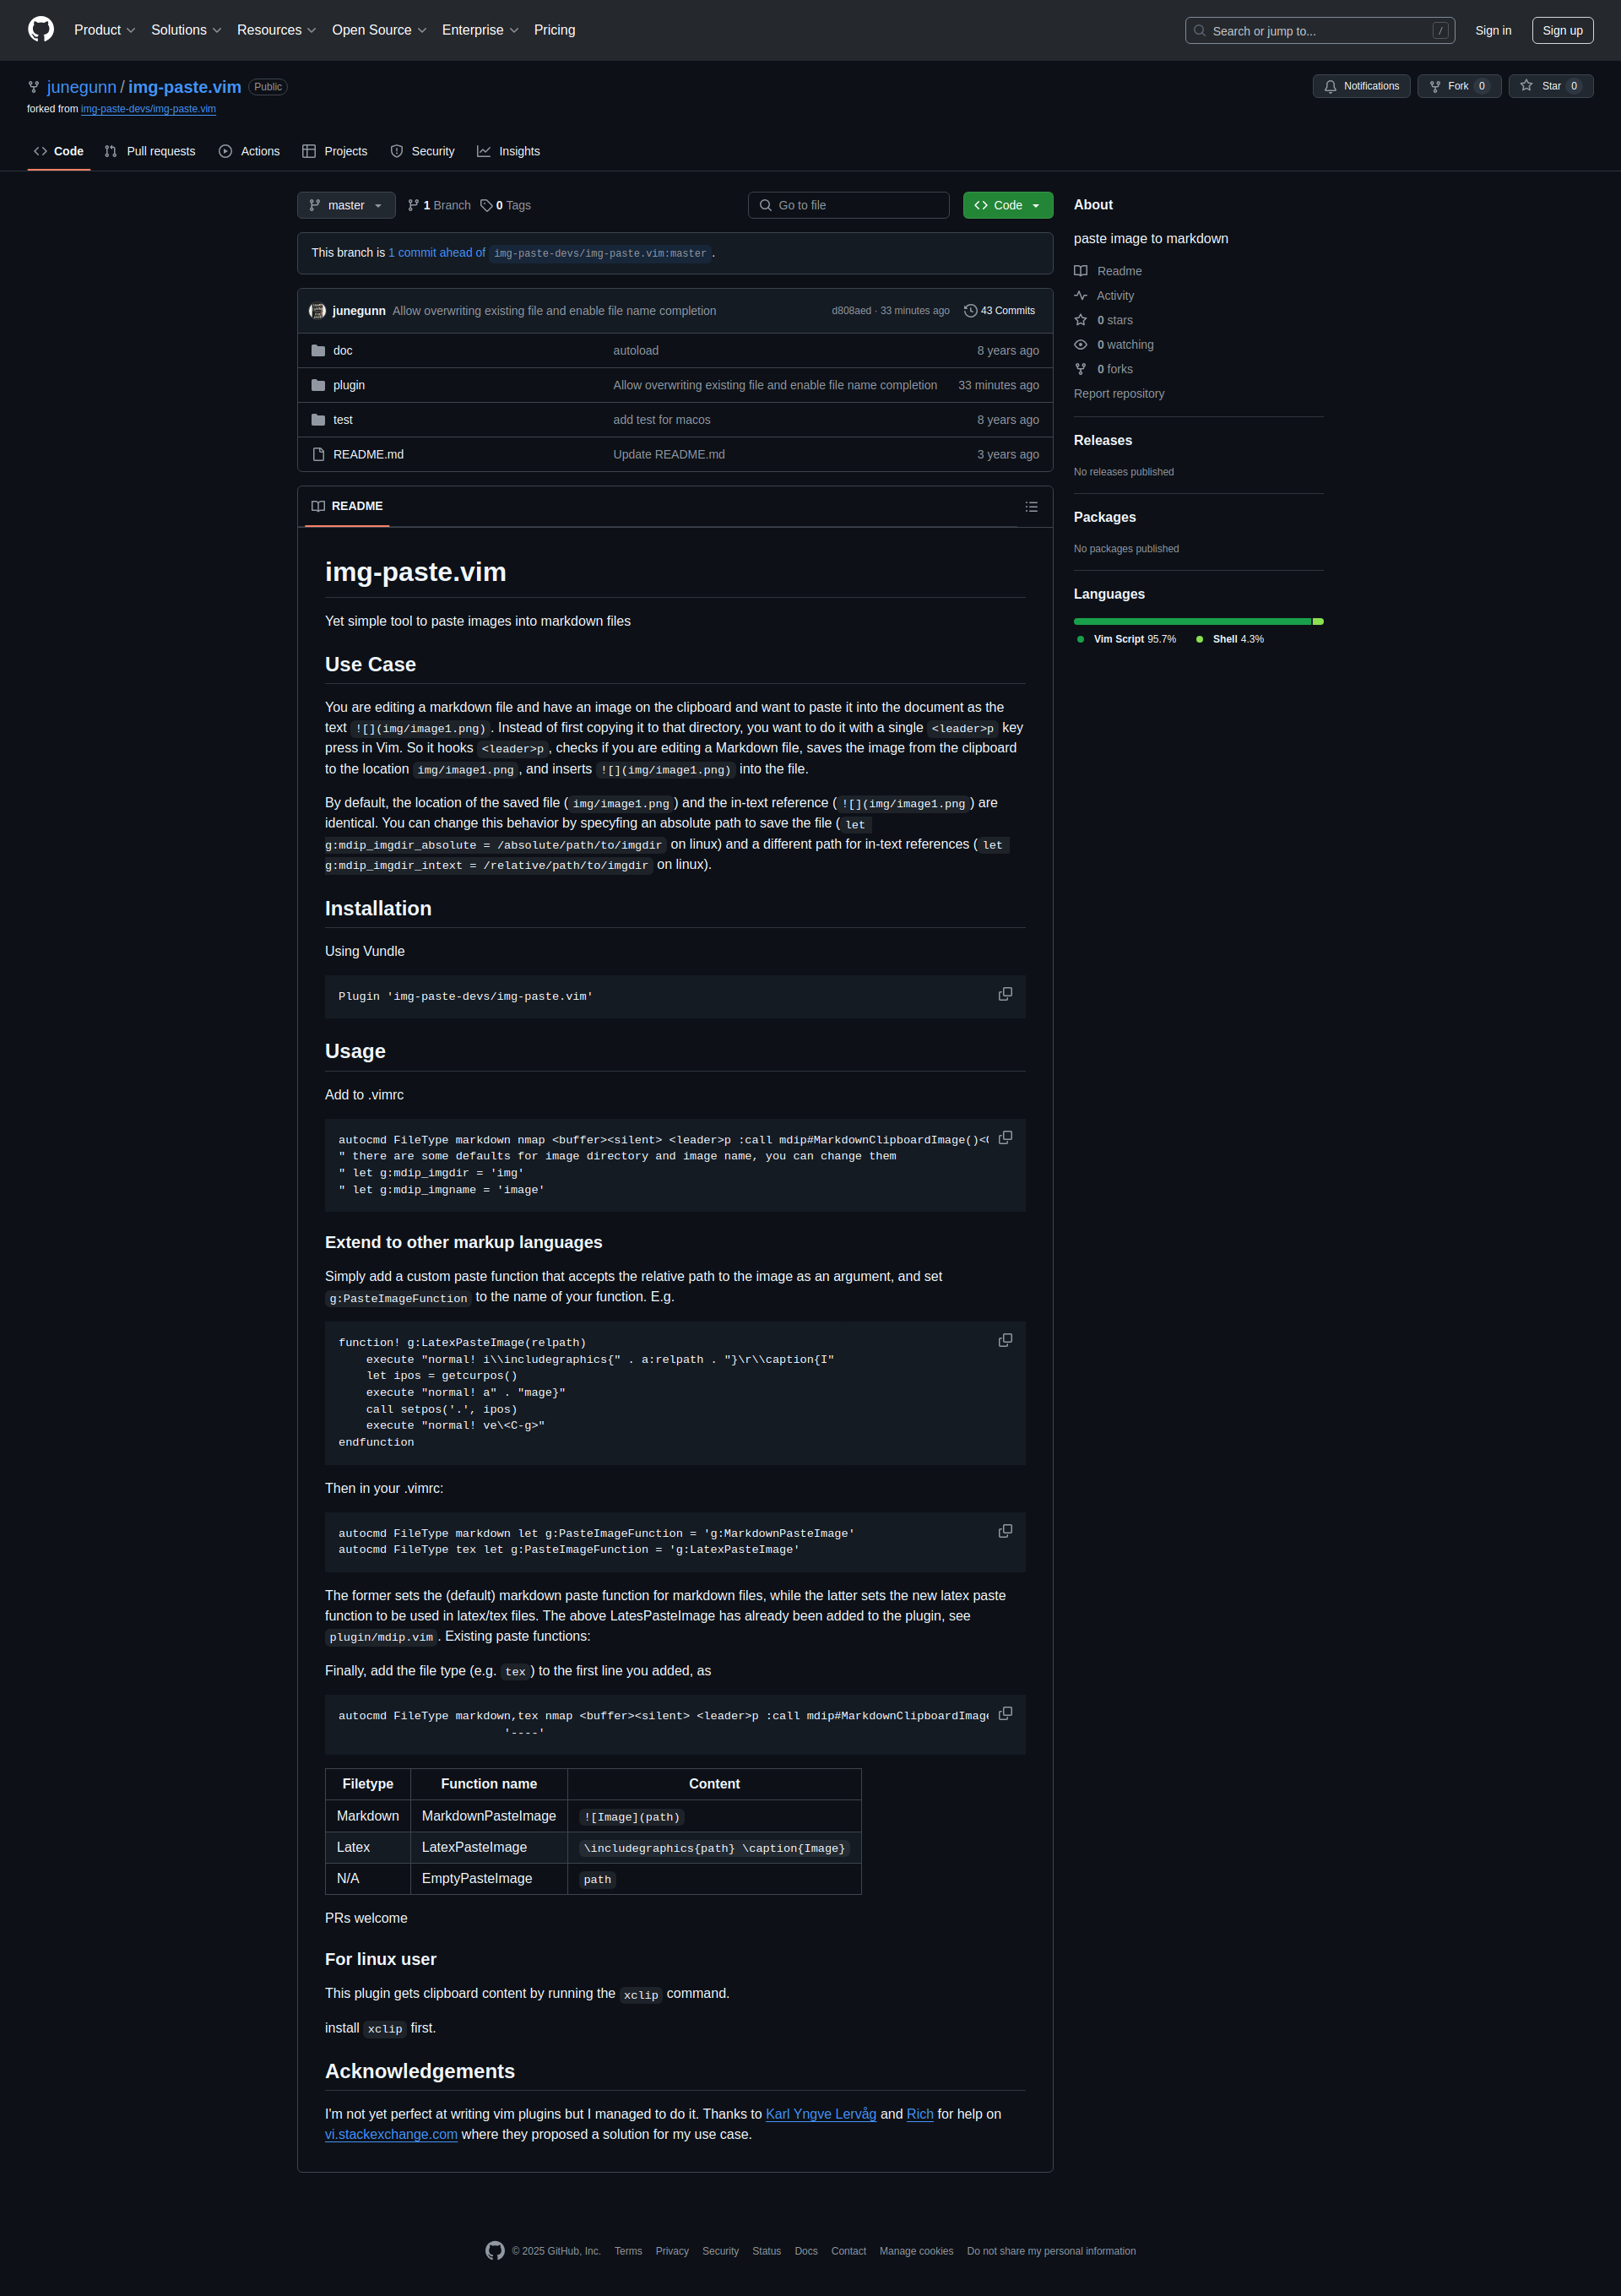 Product Solutions Resources Open Source Enterprise Pricing Search or jump to... / Sign in Sign up
junegunn / img-paste.vim Public Notifications Fork 0 Star 0
forked from img-paste-devs/img-paste.vim
Code Pull requests Actions Projects Security Insights
master 1 Branch 0 Tags Go to file Code
This branch is 1 commit ahead of img-paste-devs/img-paste.vim:master.
junegunn Allow overwriting existing file and enable file name completion d808aed · 33 minutes ago 43 Commits
doc autoload 8 years ago
plugin Allow overwriting existing file and enable file name completion 33 minutes ago
test add test for macos 8 years ago
README.md Update README.md 3 years ago
README
img-paste.vim
Yet simple tool to paste images into markdown files
Use Case
You are editing a markdown file and have an image on the clipboard and want to paste it into the document as the
text ![](img/image1.png). Instead of first copying it to that directory, you want to do it with a single <leader>p key
press in Vim. So it hooks <leader>p, checks if you are editing a Markdown file, saves the image from the clipboard
to the location img/image1.png, and inserts ![](img/image1.png) into the file.
By default, the location of the saved file (img/image1.png) and the in-text reference (![](img/image1.png) are
identical. You can change this behavior by specyfing an absolute path to save the file (let
g:mdip_imgdir_absolute = /absolute/path/to/imgdir on linux) and a different path for in-text references (let
g:mdip_imgdir_intext = /relative/path/to/imgdir on linux).
Installation
Using Vundle
Plugin 'img-paste-devs/img-paste.vim'
Usage
Add to .vimrc
autocmd FileType markdown nmap <buffer><silent> <leader>p :call mdip#MarkdownClipboardImage()<
" there are some defaults for image directory and image name, you can change them
" let g:mdip_imgdir = 'img'
" let g:mdip_imgname = 'image'
Extend to other markup languages
Simply add a custom paste function that accepts the relative path to the image as an argument, and set
g:PasteImageFunction to the name of your function. E.g.
function! g:LatexPasteImage(relpath)
    execute "normal! i\\includegraphics{" . a:relpath . "}\r\\caption{I"
    let ipos = getcurpos()
    execute "normal! a" . "mage}"
    call setpos('.', ipos)
    execute "normal! ve\<C-g>"
endfunction
Then in your .vimrc:
autocmd FileType markdown let g:PasteImageFunction = 'g:MarkdownPasteImage'
autocmd FileType tex let g:PasteImageFunction = 'g:LatexPasteImage'
The former sets the (default) markdown paste function for markdown files, while the latter sets the new latex paste
function to be used in latex/tex files. The above LatesPasteImage has already been added to the plugin, see
plugin/mdip.vim. Existing paste functions:
Finally, add the file type (e.g. tex) to the first line you added, as
autocmd FileType markdown,tex nmap <buffer><silent> <leader>p :call mdip#MarkdownClipboardImage
'----'
Filetype Function name Content
Markdown MarkdownPasteImage ![Image](path)
Latex LatexPasteImage \includegraphics{path} \caption{Image}
N/A EmptyPasteImage path
PRs welcome
For linux user
This plugin gets clipboard content by running the xclip command.
install xclip first.
Acknowledgements
I'm not yet perfect at writing vim plugins but I managed to do it. Thanks to Karl Yngve Lervåg and Rich for help on
vi.stackexchange.com where they proposed a solution for my use case.
About
paste image to markdown
Readme
Activity
0 stars
0 watching
0 forks
Report repository
Releases
No releases published
Packages
No packages published
Languages
Vim Script 95.7% Shell 4.3%
© 2025 GitHub, Inc. Terms Privacy Security Status Docs Contact Manage cookies Do not share my personal information